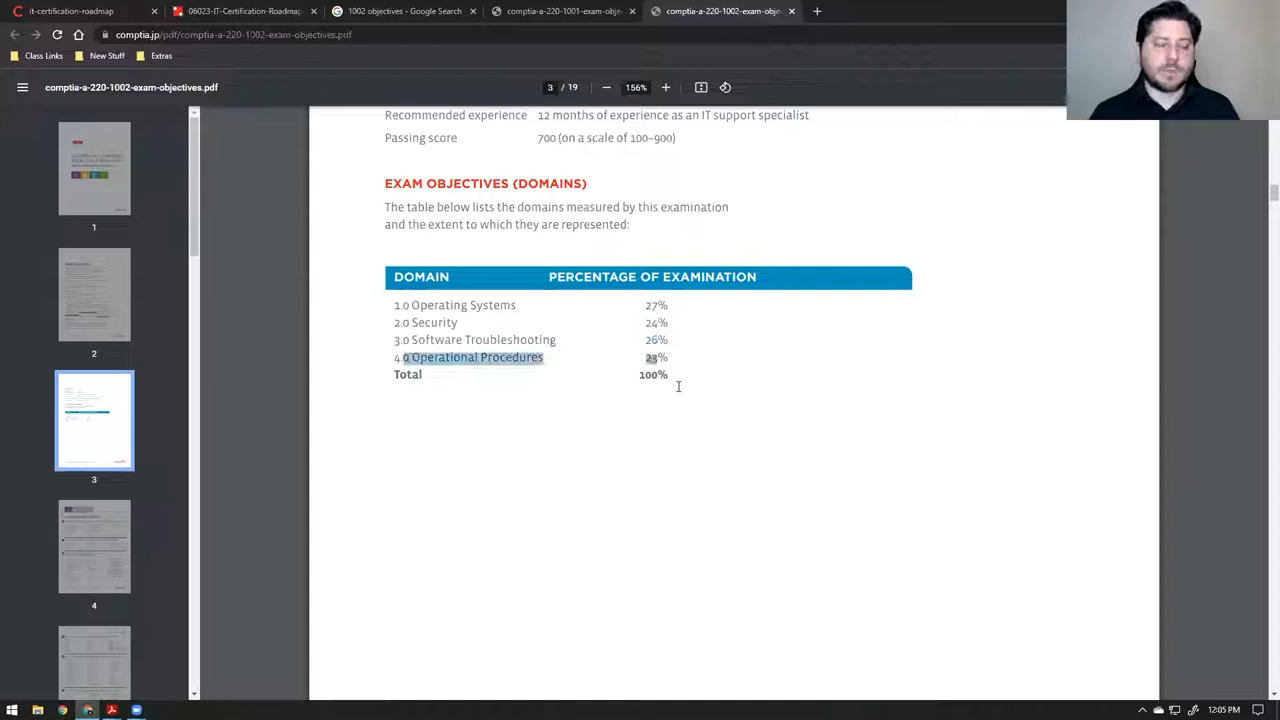 it-certification-roadmap
06023-IT-Certification-Roadmap
1002 objectives - Google Search
comptia-a-220-1001-exam-obje
comptia-a-220-1002-exam-obje
comptia.jp/pdf/comptia-a-220-1002-exam-objectives.pdf
Class Links
New Stuff
Extras
comptia-a-220-1002-exam-objectives.pdf
3 / 19
156%
Recommended experience 12 months of experience as an IT support specialist
Passing score 700 (on a scale of 100–900)
EXAM OBJECTIVES (DOMAINS)
The table below lists the domains measured by this examination
and the extent to which they are represented:
DOMAIN PERCENTAGE OF EXAMINATION
1.0 Operating Systems 27%
2.0 Security 24%
3.0 Software Troubleshooting 26%
4.0 Operational Procedures 23%
Total 100%
1
2
3
4
12:05 PM